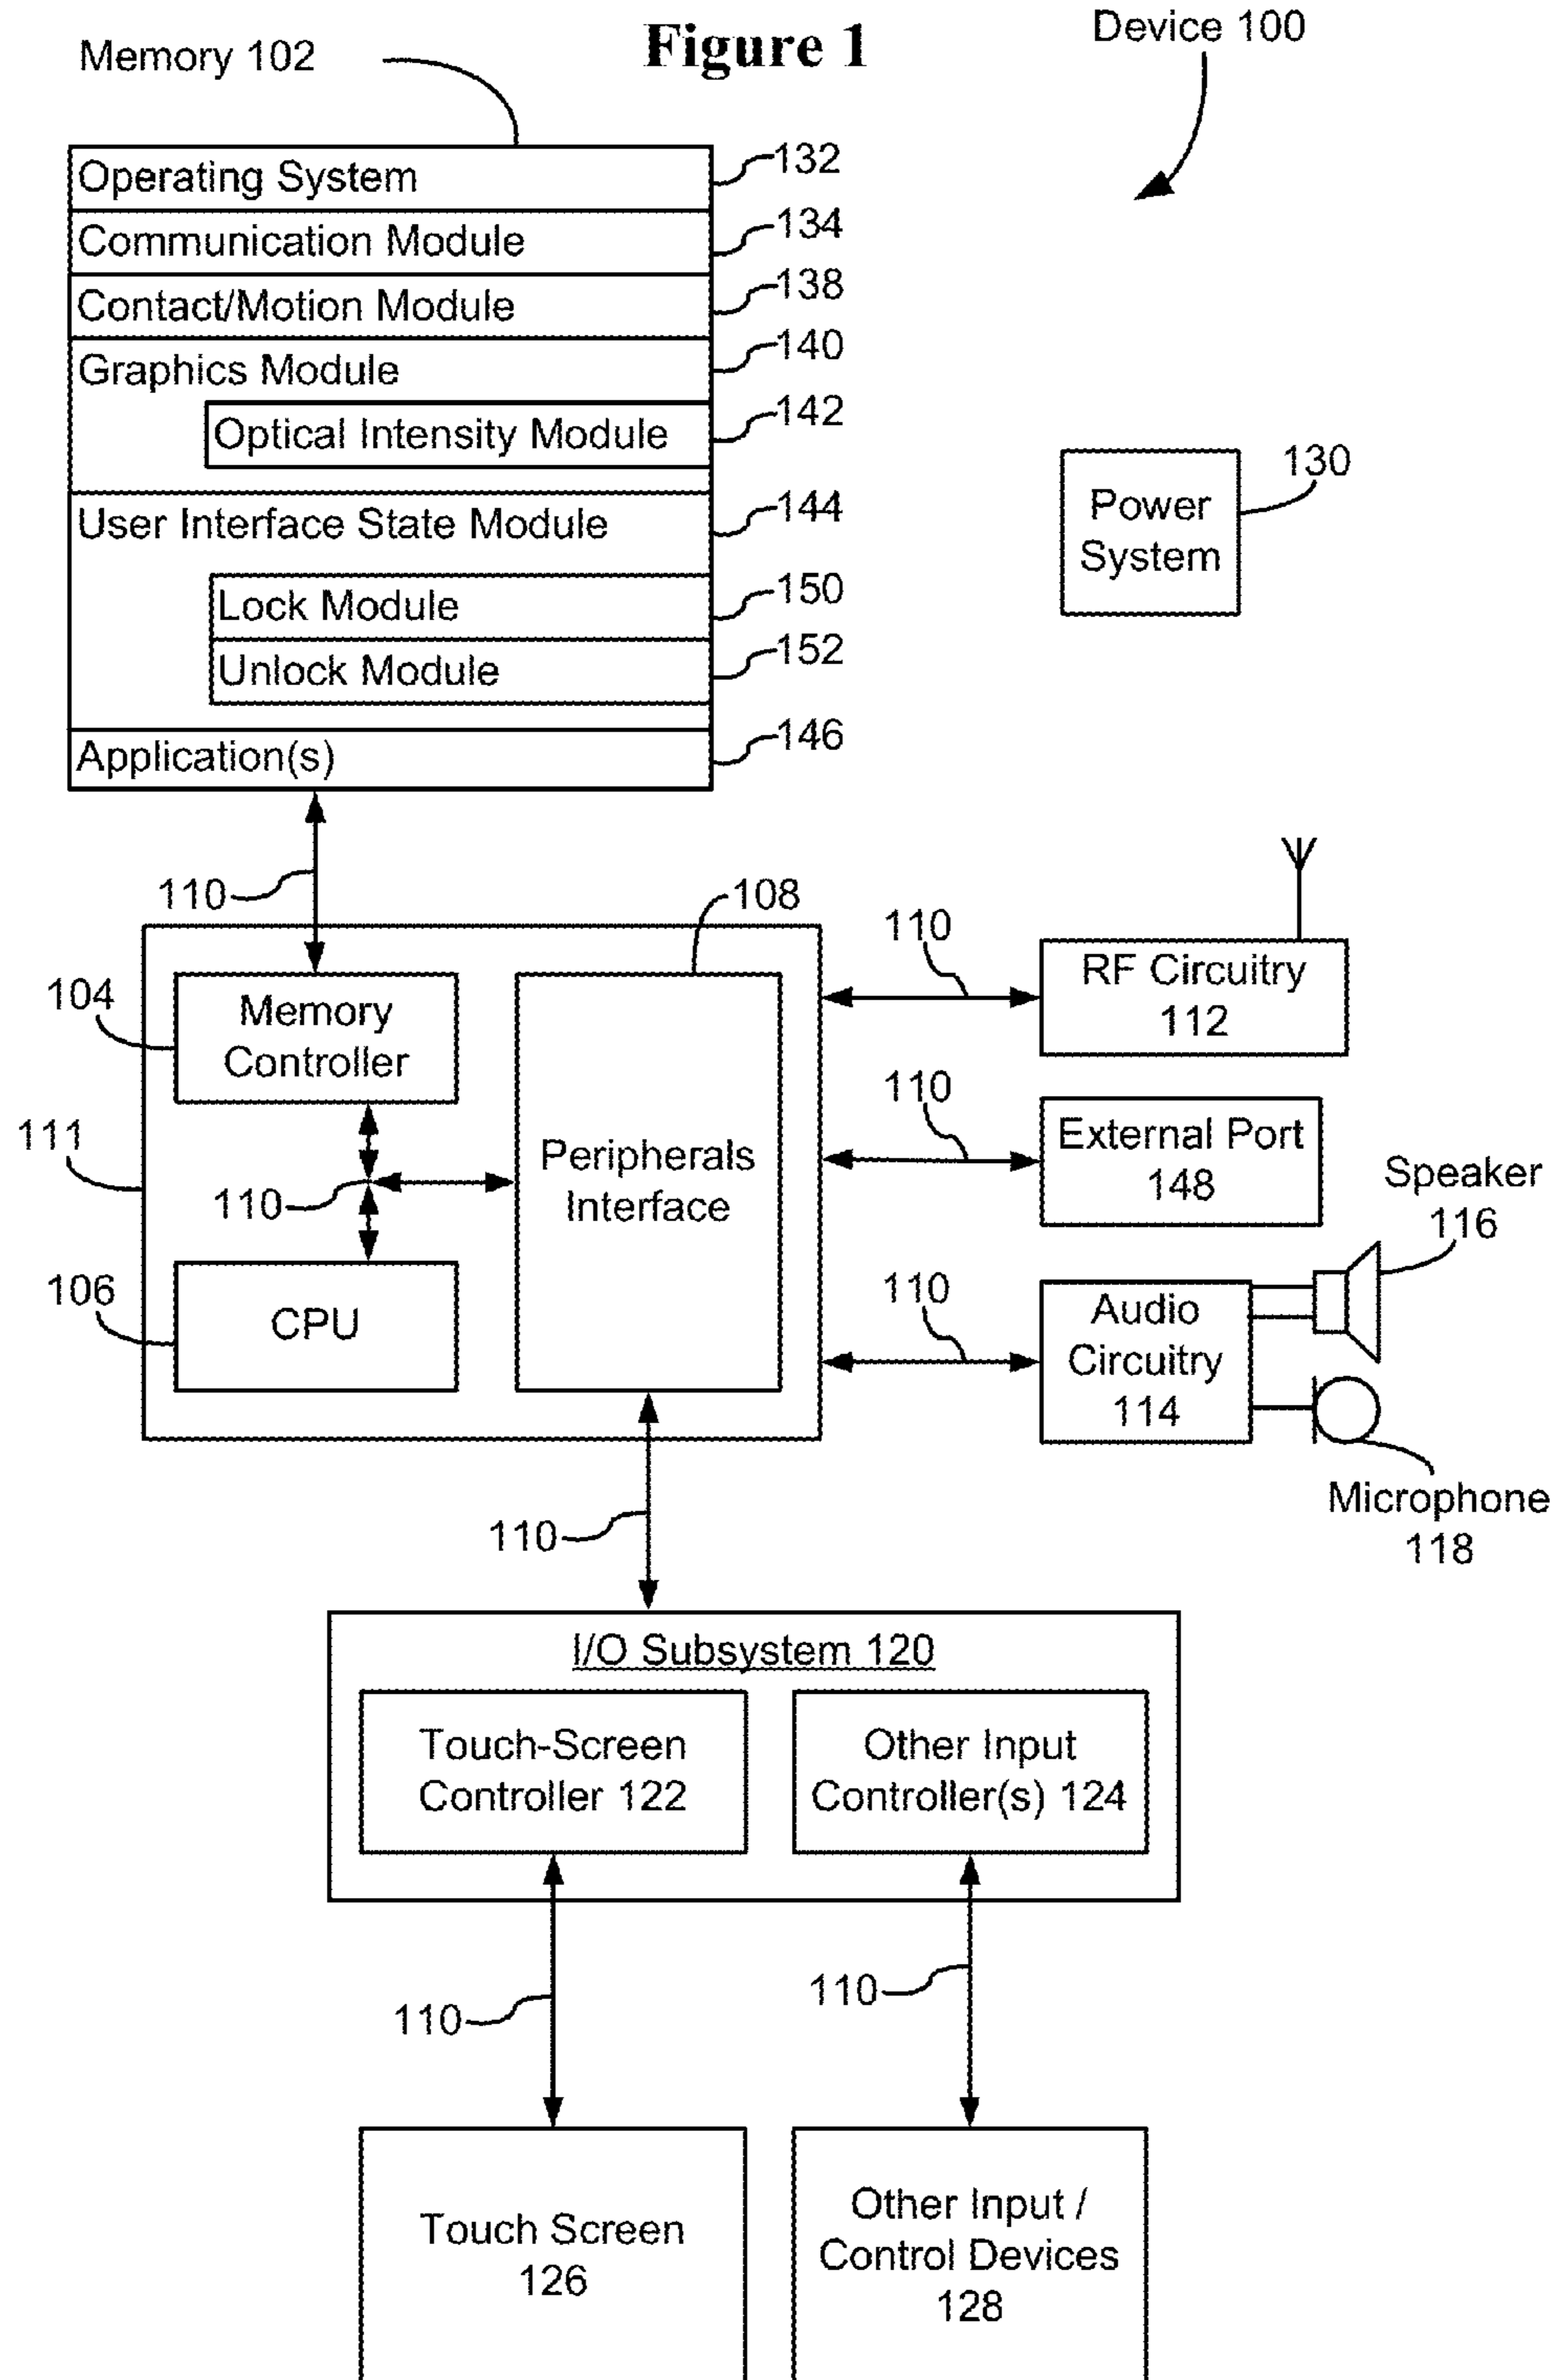 Figure 1
Device 100
Memory 102
Operating System
132
Communication Module
134
Contact/Motion Module
138
Graphics Module
140
Optical Intensity Module
142
User Interface State Module
144
Lock Module
150
Unlock Module
152
Application(s)
146
Power
System
130
110
108
104
Memory
Controller
111
110
Peripherals
Interface
106
CPU
110
RF Circuitry
112
110
External Port
148
110
Audio
Circuitry
114
Speaker
116
Microphone
118
110
I/O Subsystem 120
Touch-Screen
Controller 122
Other Input
Controller(s) 124
110
110
Touch Screen
126
Other Input /
Control Devices
128